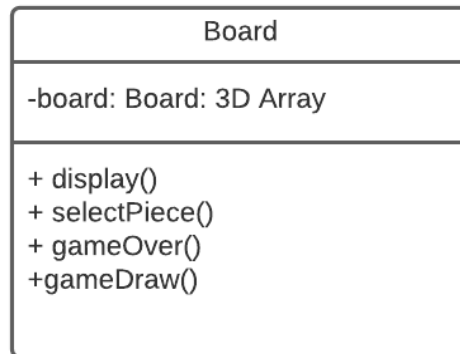 Board
-board: Board: 3D Array
+ display()
+ selectPiece()
+ gameOver()
+gameDraw()